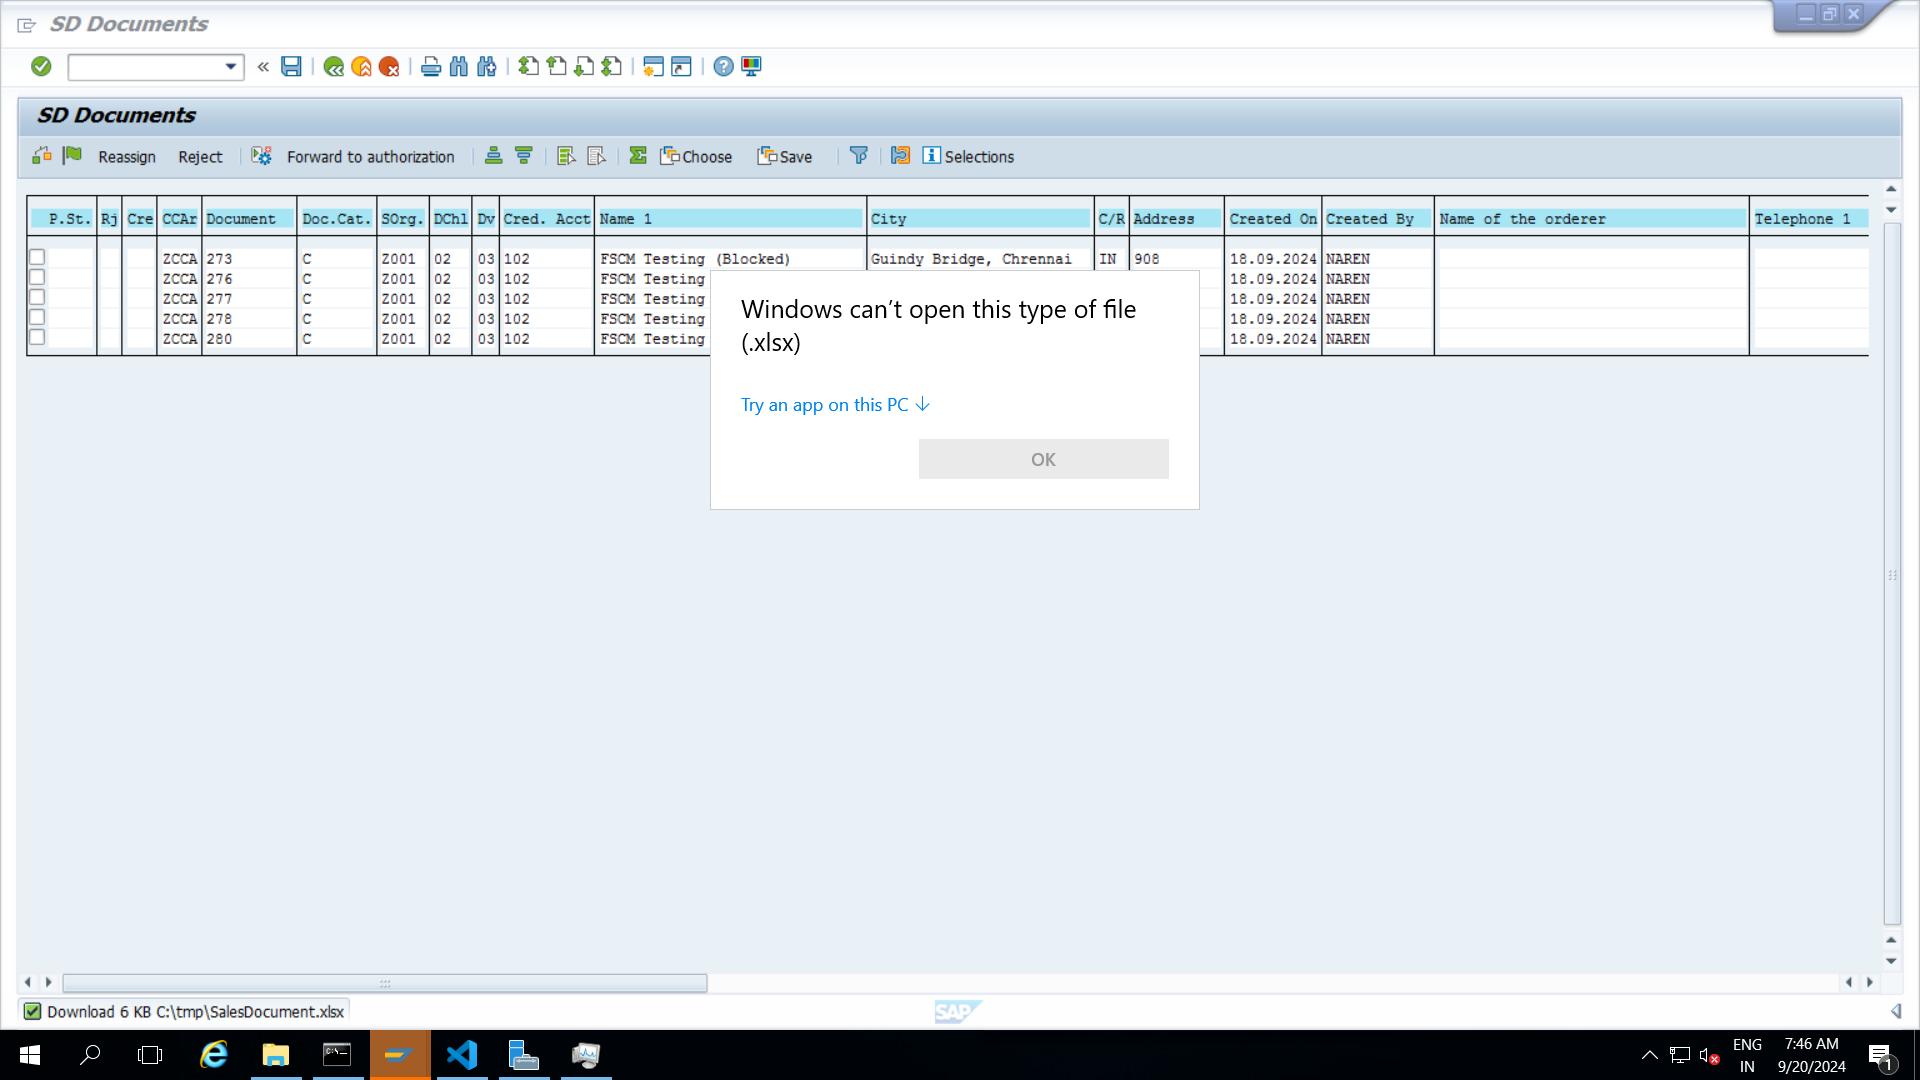 SD Documents
SD Documents
Reassign Reject Forward to authorization Choose Save Selections
P.St. Rj Cre CCAr Document Doc.Cat. SOrg. DChl Dv Cred. Acct Name 1 City C/R Address Created On Created By Name of the orderer Telephone 1
ZCCA 273 C Z001 02 03 102 FSCM Testing (Blocked) Guindy Bridge, Chrennai IN 908 18.09.2024 NAREN
ZCCA 276 C Z001 02 03 102 FSCM Testing 18.09.2024 NAREN
ZCCA 277 C Z001 02 03 102 FSCM Testing 18.09.2024 NAREN
ZCCA 278 C Z001 02 03 102 FSCM Testing 18.09.2024 NAREN
ZCCA 280 C Z001 02 03 102 FSCM Testing 18.09.2024 NAREN
Windows can't open this type of file
(.xlsx)
Try an app on this PC
OK
Download 6 KB C:\tmp\SalesDocument.xlsx
SAP
ENG 7:46 AM
IN 9/20/2024 1